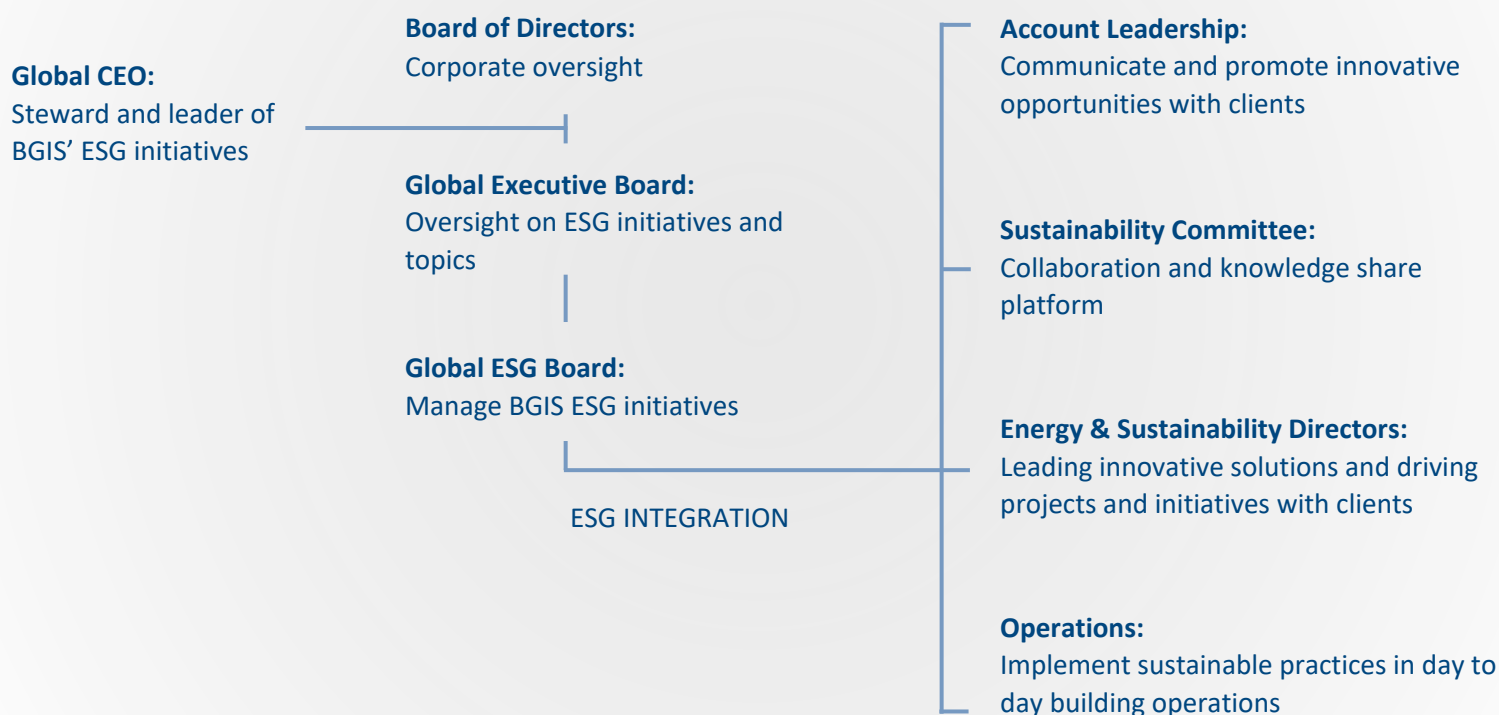 Global CEO:
Steward and leader of
BGIS’ ESG initiatives
Board of Directors:
Corporate oversight
Global Executive Board:
Oversight on ESG initiatives and
topics
Global ESG Board:
Manage BGIS ESG initiatives
ESG INTEGRATION
Account Leadership:
Communicate and promote innovative
opportunities with clients
Sustainability Committee:
Collaboration and knowledge share
platform
Energy & Sustainability Directors:
Leading innovative solutions and driving
projects and initiatives with clients
Operations:
Implement sustainable practices in day to
day building operations